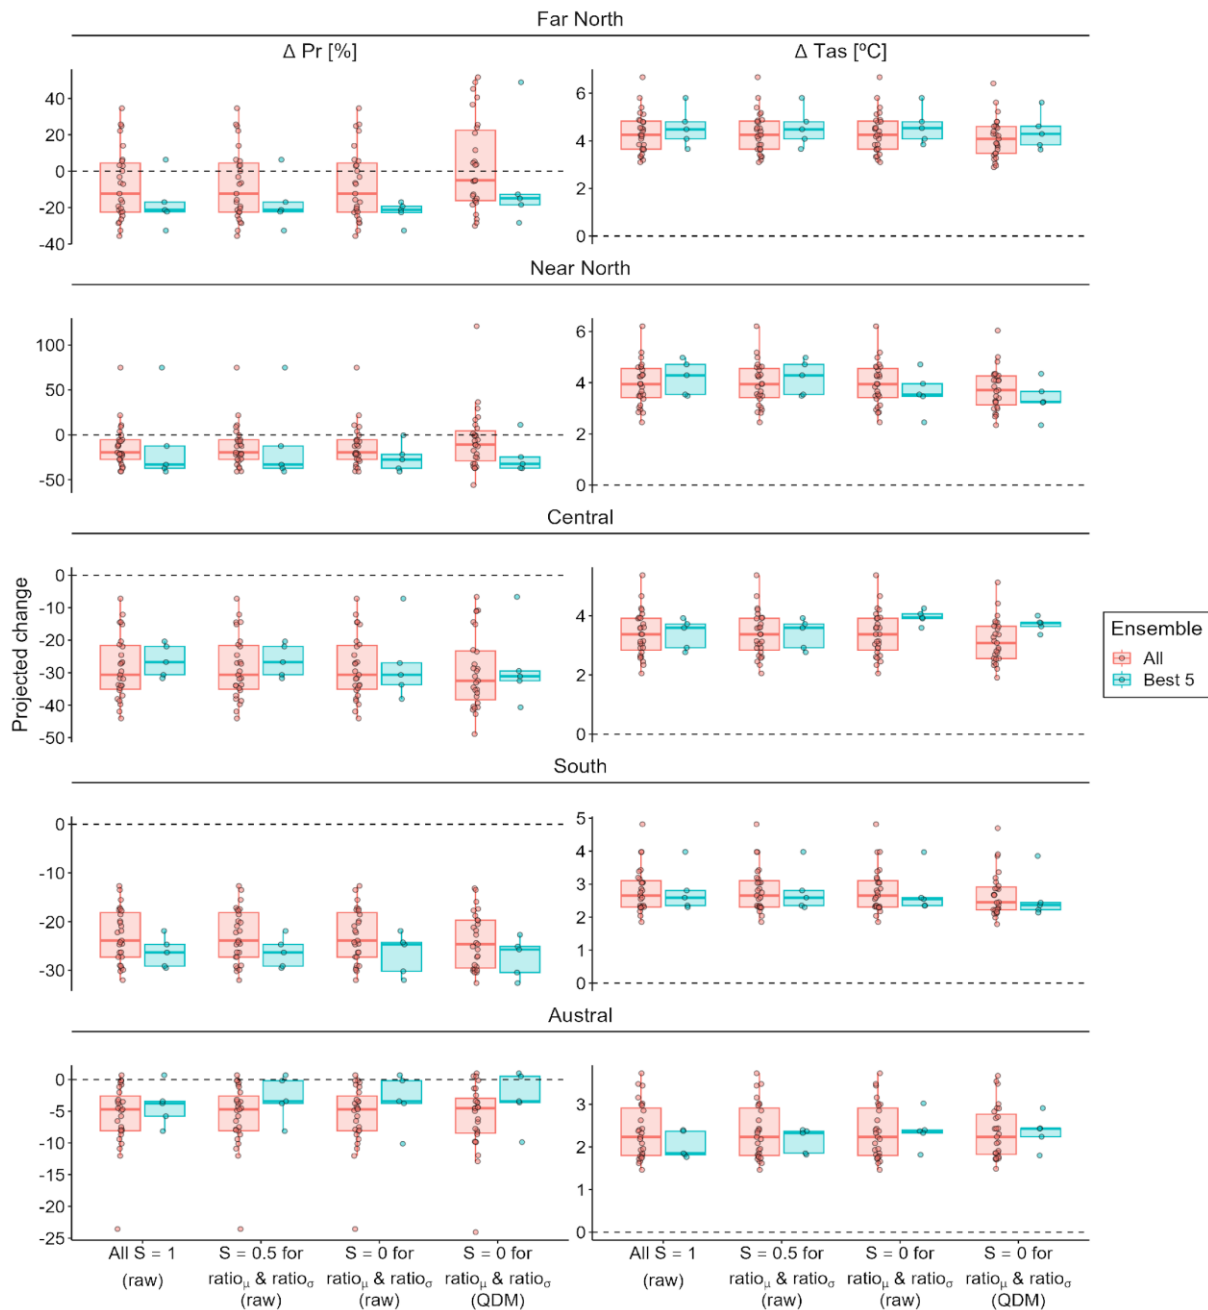 Far North
Δ Pr [%]
Δ Tas [ºC]
40
20
0
-20
-40
6
4
2
0
Near North
100
50
0
-50
6
4
2
0
Central
0
-10
-20
-30
-40
-50
4
2
0
Projected change
Ensemble
All
Best 5
South
0
-10
-20
-30
5
4
3
2
1
0
Austral
0
-5
-10
-15
-20
-25
3
2
1
0
All S = 1
(raw)
S = 0.5 for
ratioμ & ratioσ
(raw)
S = 0 for
ratioμ & ratioσ
(raw)
S = 0 for
ratioμ & ratioσ
(QDM)
All S = 1
(raw)
S = 0.5 for
ratioμ & ratioσ
(raw)
S = 0 for
ratioμ & ratioσ
(raw)
S = 0 for
ratioμ & ratioσ
(QDM)